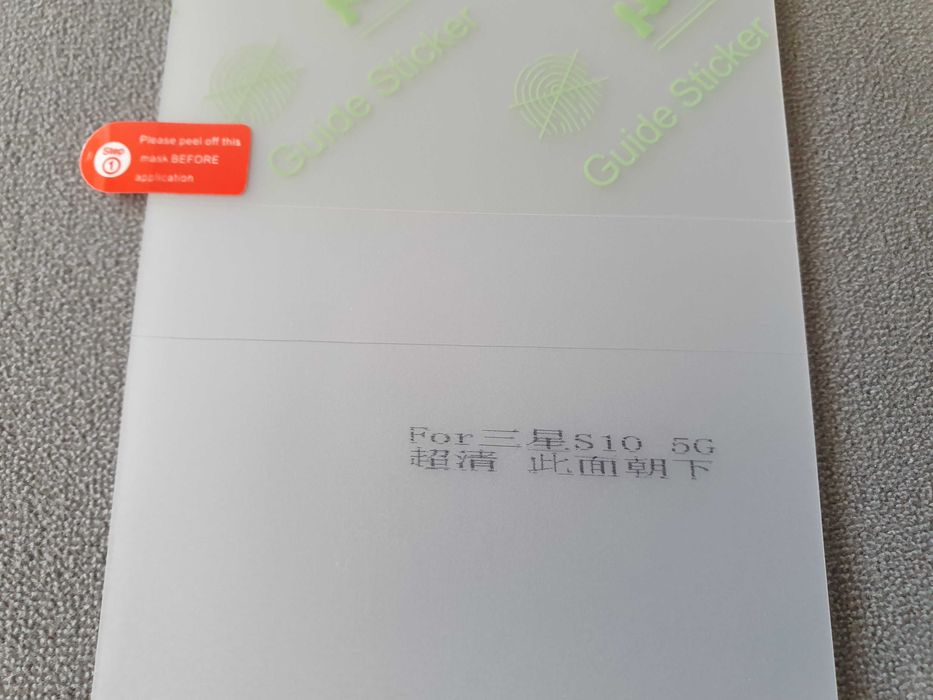 Guide Sticker
Guide Sticker
Step
1
Please peel off this
mask BEFORE
application
For三星S10 5G
超清 此面朝下